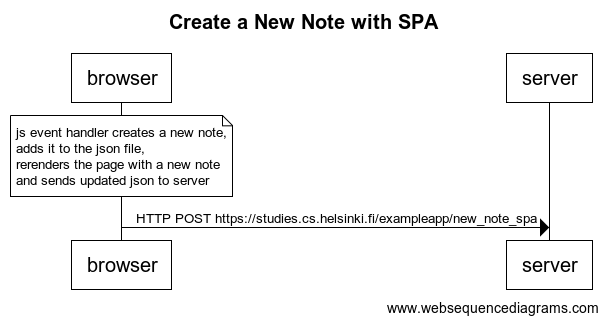 Create a New Note with SPA
browser
server
js event handler creates a new note,
adds it to the json file,
rerenders the page with a new note
and sends updated json to server
HTTP POST https://studies.cs.helsinki.fi/exampleapp/new_note_spa
browser
server
www.websequencediagrams.com